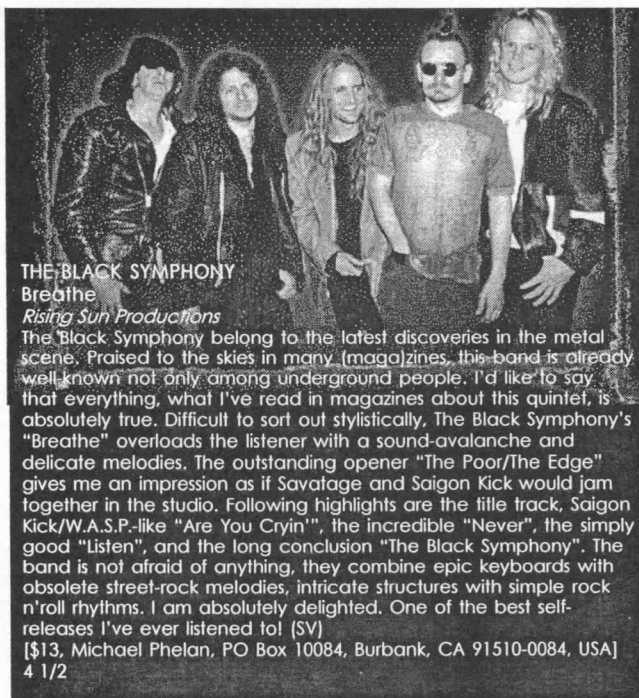 THE BLACK SYMPHONY
Breathe
Rising Sun Productions
The Black Symphony belong to the latest discoveries in the metal
scene. Praised to the skies in many (maga)zines, this band is already
well-known not only among underground people. I'd like to say
that everything, what I've read in magazines about this quintet, is
absolutely true. Difficult to sort out stylistically, The Black Symphony's
"Breathe" overloads the listener with a sound-avalanche and
delicate melodies. The outstanding opener "The Poor/The Edge"
gives me an impression as if Savatage and Saigon Kick would jam
together in the studio. Following highlights are the title track, Saigon
Kick/W.A.S.P.-like "Are You Cryin'", the incredible "Never", the simply
good "Listen", and the long conclusion "The Black Symphony". The
band is not afraid of anything, they combine epic keyboards with
obsolete street-rock melodies, intricate structures with simple rock
n'roll rhythms. I am absolutely delighted. One of the best self-
releases I've ever listened to! (SV)
[$13, Michael Phelan, PO Box 10084, Burbank, CA 91510-0084, USA]
4 1/2